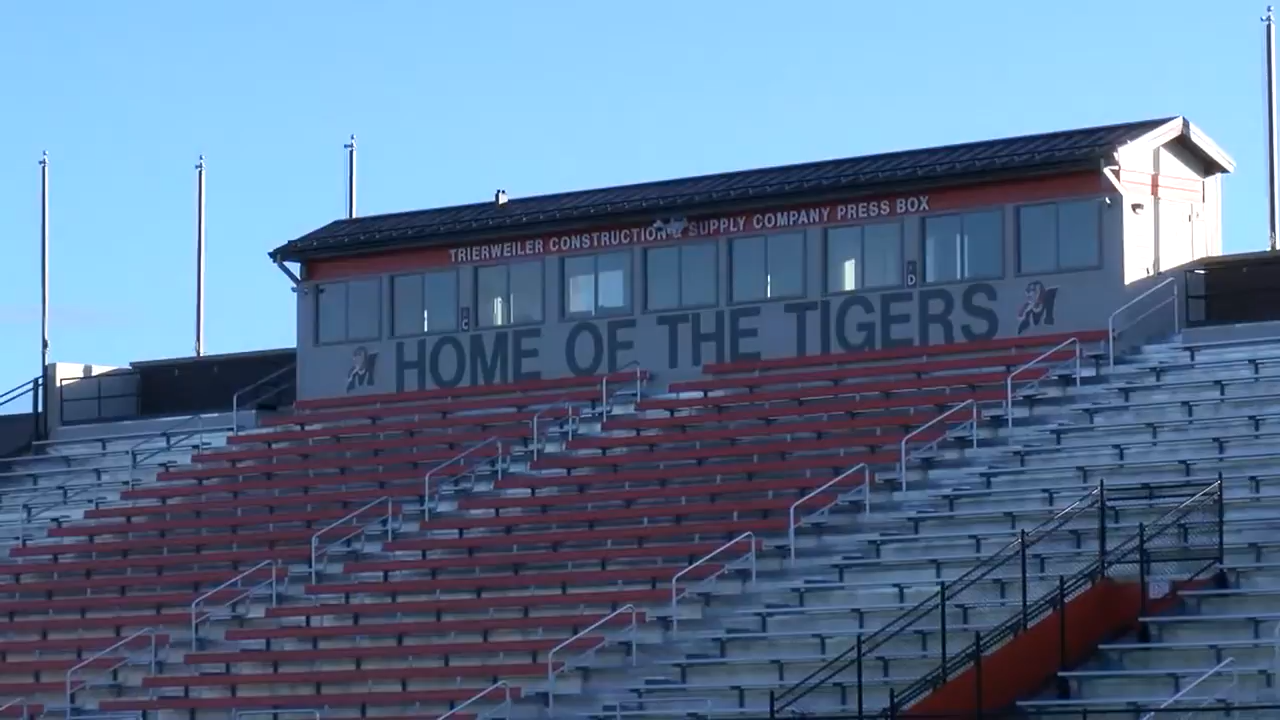 TRIERWEILER CONSTRUCTION & SUPPLY COMPANY PRESS BOX
C
D
HOME OF THE TIGERS
M
M